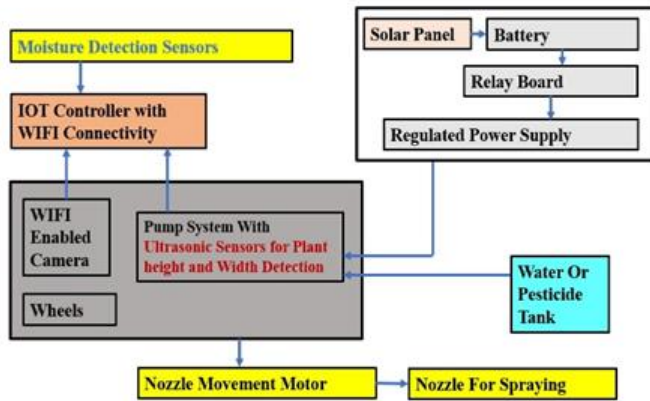 Moisture Detection Sensors
Solar Panel
Battery
Relay Board
Regulated Power Supply
IOT Controller with
WIFI Connectivity
WIFI
Enabled
Camera
Pump System With
Ultrasonic Sensors for Plant
height and Width Detection
Wheels
Water Or
Pesticide
Tank
Nozzle Movement Motor
Nozzle For Spraying